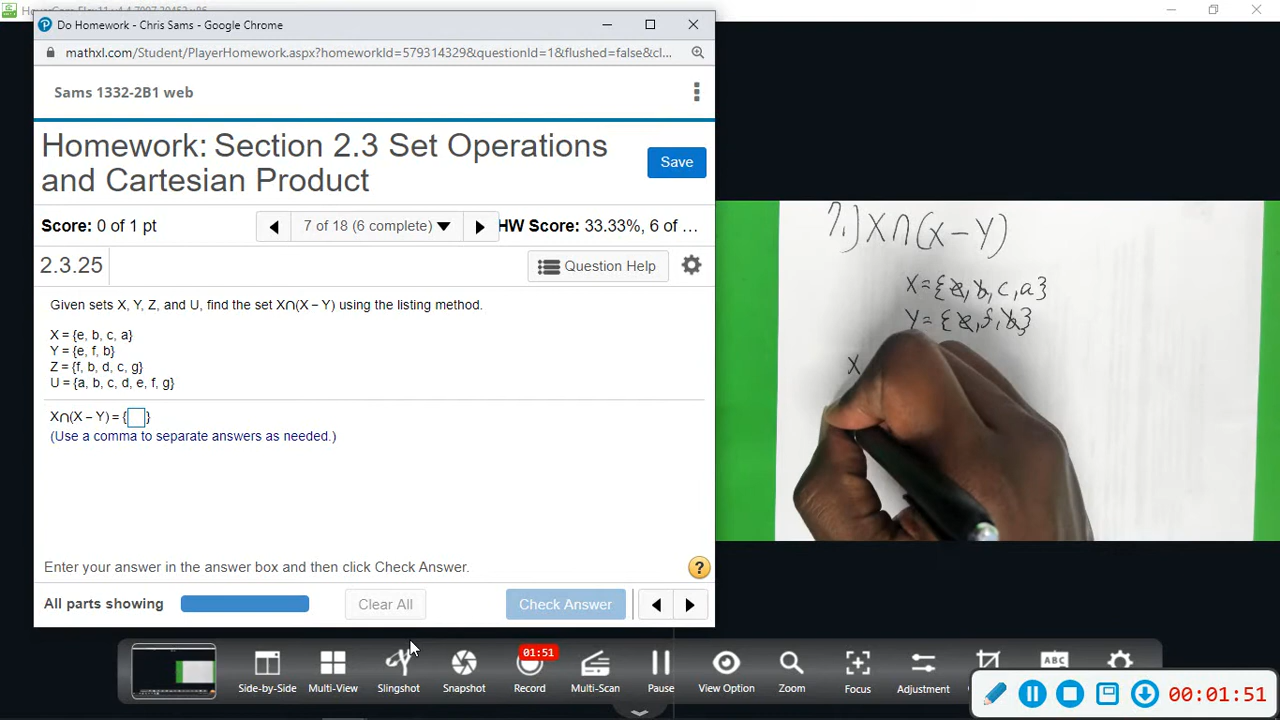 Do Homework - Chris Sams - Google Chrome
mathxl.com/Student/PlayerHomework.aspx?homeworkId=579314329&questionId=1&flushed=false&cl...
Sams 1332-2B1 web
Homework: Section 2.3 Set Operations
and Cartesian Product
Save
Score: 0 of 1 pt
7 of 18 (6 complete)
HW Score: 33.33%, 6 of ...
2.3.25
Question Help
Given sets X, Y, Z, and U, find the set X∩(X − Y) using the listing method.
X = {e, b, c, a}
Y = {e, f, b}
Z = {f, b, d, c, g}
U = {a, b, c, d, e, f, g}
X∩(X − Y) = { }
(Use a comma to separate answers as needed.)
Enter your answer in the answer box and then click Check Answer.
?
All parts showing
Clear All
Check Answer
7.) X∩(X−Y)
X={e,b,c,a}
Y={e,f,b}
X
01:51
ABC
Side-by-Side
Multi-View
Slingshot
Snapshot
Record
Multi-Scan
Pause
View Option
Zoom
Focus
Adjustment
00:01:51